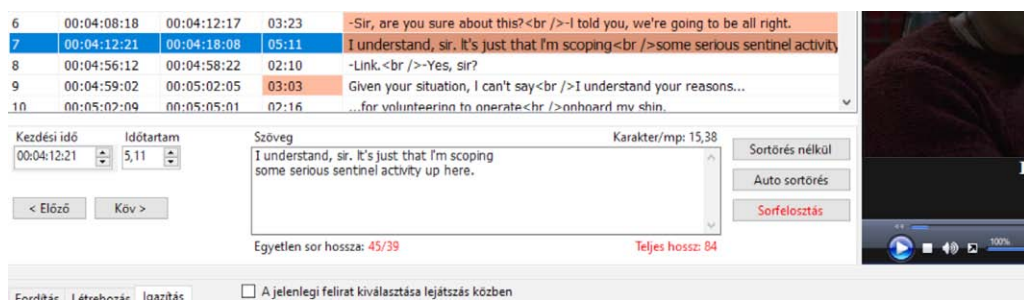 6 00:04:08:18 00:04:12:17 03:23 -Sir, are you sure about this?<br />-I told you, we're going to be all right.
7 00:04:12:21 00:04:18:08 05:11 I understand, sir. It's just that I'm scoping<br />some serious sentinel activity
8 00:04:56:12 00:04:58:22 02:10 -Link.<br />-Yes, sir?
9 00:04:59:02 00:05:02:05 03:03 Given your situation, I can't say<br />I understand your reasons...
10 00:05:02:09 00:05:05:01 02:16 ...for volunteering to operate<br />onboard my ship.
Kezdési idő Időtartam Szöveg Karakter/mp: 15,38
00:04:12:21 5,11 I understand, sir. It's just that I'm scoping
some serious sentinel activity up here.
Sortörés nélkül
Auto sortörés
< Előző Köv > Sorfelosztás
Egyetlen sor hossza: 45/39 Teljes hossz: 84
100%
Fordítás Létrehozás Igazítás A jelenlegi felirat kiválasztása lejátszás közben